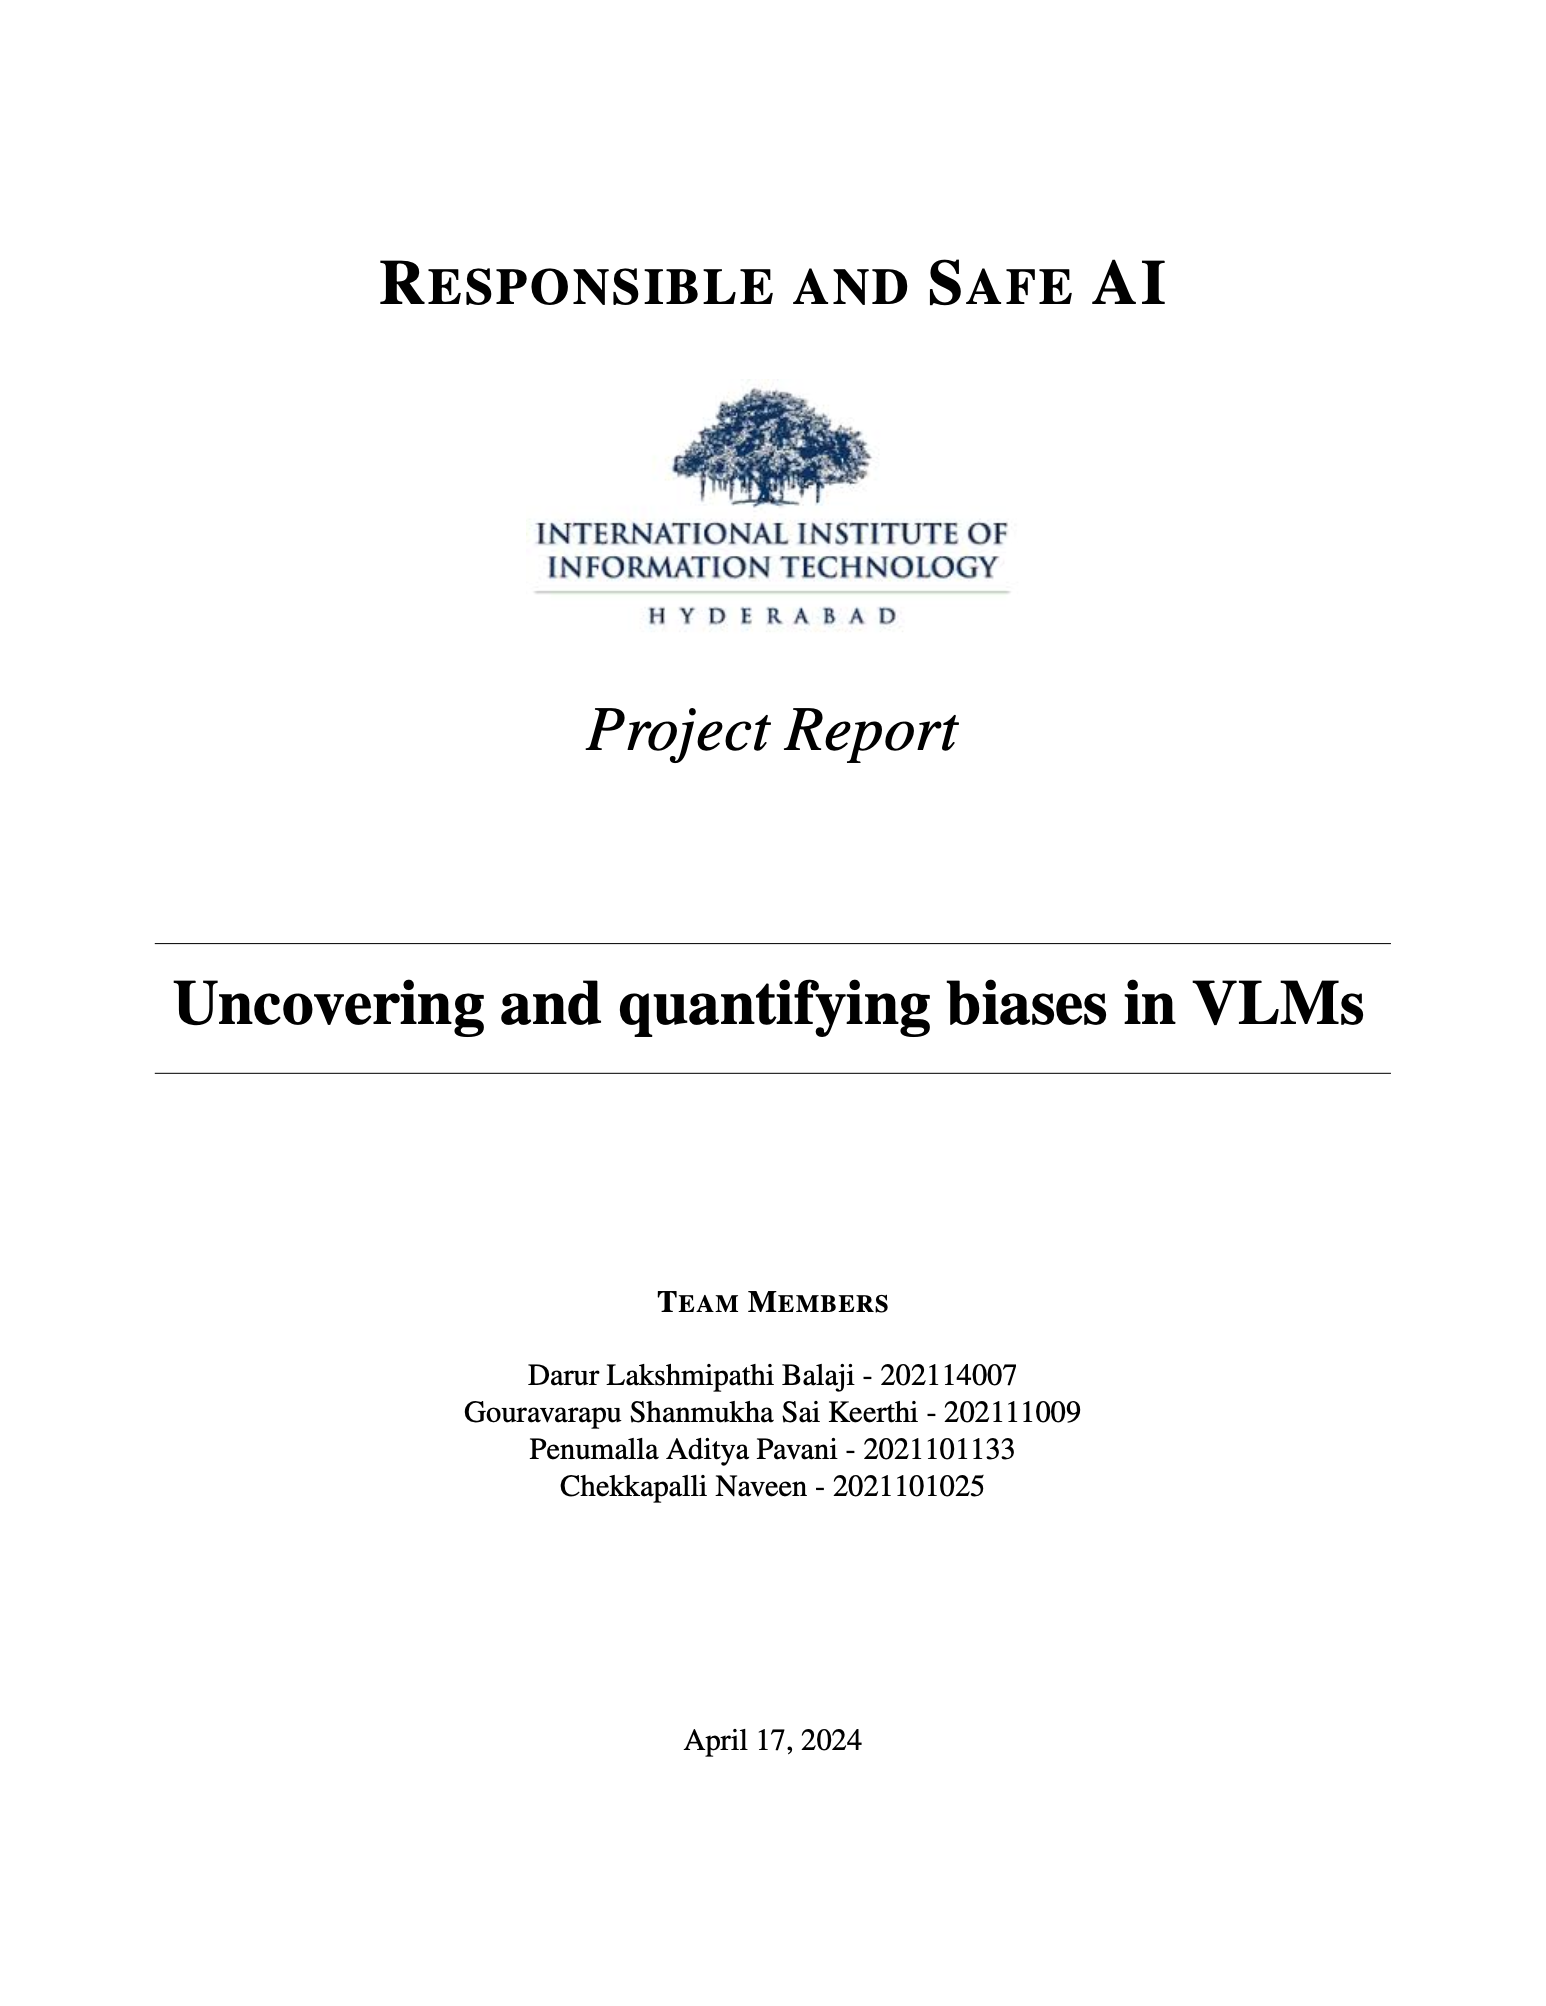 RESPONSIBLE AND SAFE AI
INTERNATIONAL INSTITUTE OF
INFORMATION TECHNOLOGY
HYDERABAD
Project Report
Uncovering and quantifying biases in VLMs
TEAM MEMBERS
Darur Lakshmipathi Balaji - 202114007
Gouravarapu Shanmukha Sai Keerthi - 202111009
Penumalla Aditya Pavani - 2021101133
Chekkapalli Naveen - 2021101025
April 17, 2024